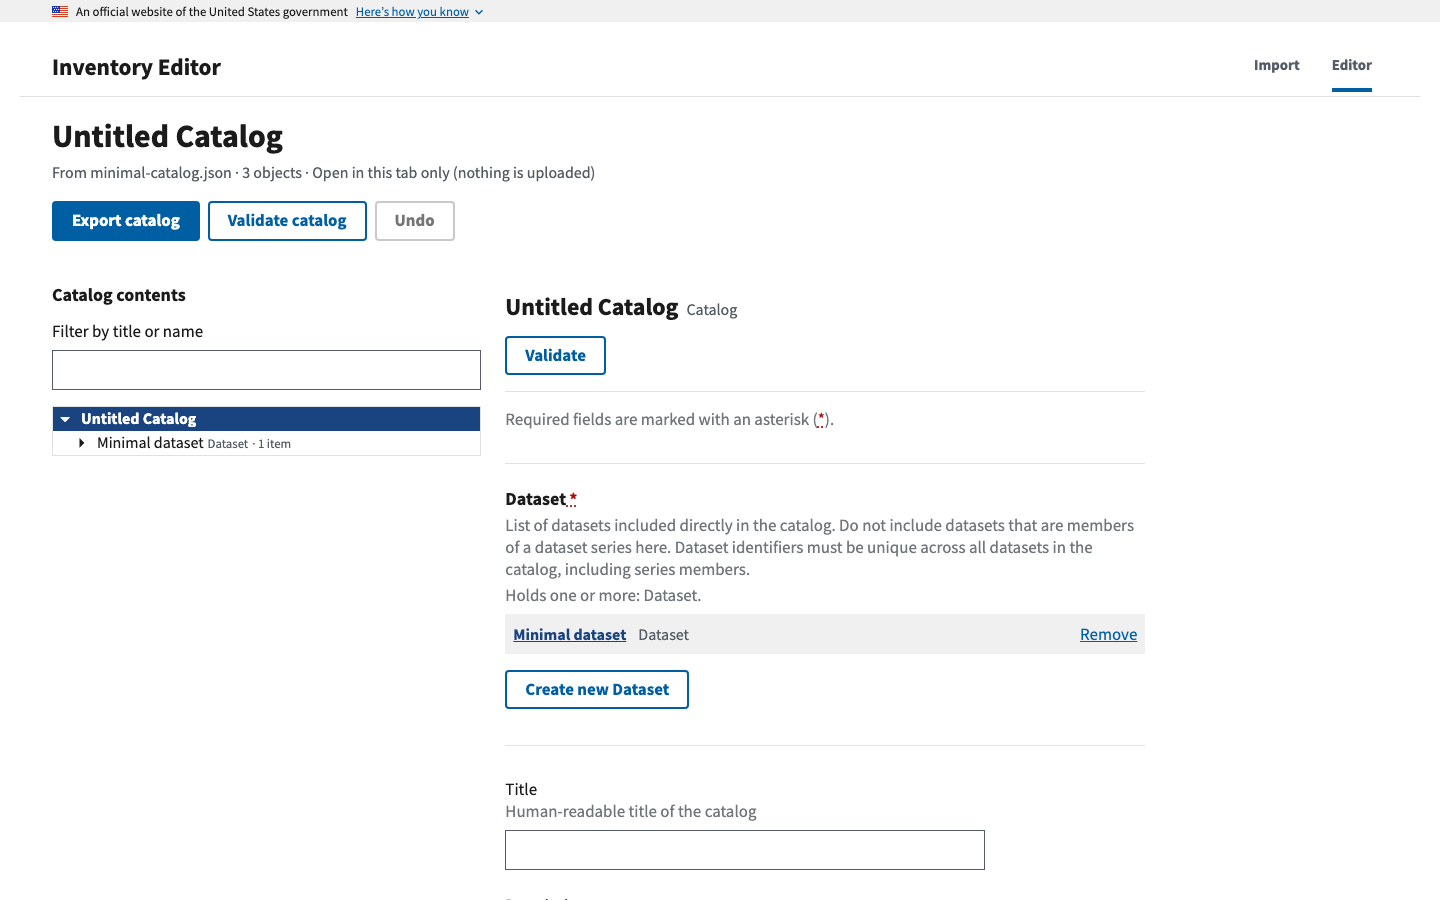 An official website of the United States government Here's how you know
Inventory Editor
Import Editor
Untitled Catalog
From minimal-catalog.json · 3 objects · Open in this tab only (nothing is uploaded)
Export catalog Validate catalog Undo
Catalog contents
Filter by title or name
Untitled Catalog
Minimal dataset Dataset · 1 item
Untitled Catalog Catalog
Validate
Required fields are marked with an asterisk (*).
Dataset *
List of datasets included directly in the catalog. Do not include datasets that are members
of a dataset series here. Dataset identifiers must be unique across all datasets in the
catalog, including series members.
Holds one or more: Dataset.
Minimal dataset Dataset Remove
Create new Dataset
Title
Human-readable title of the catalog